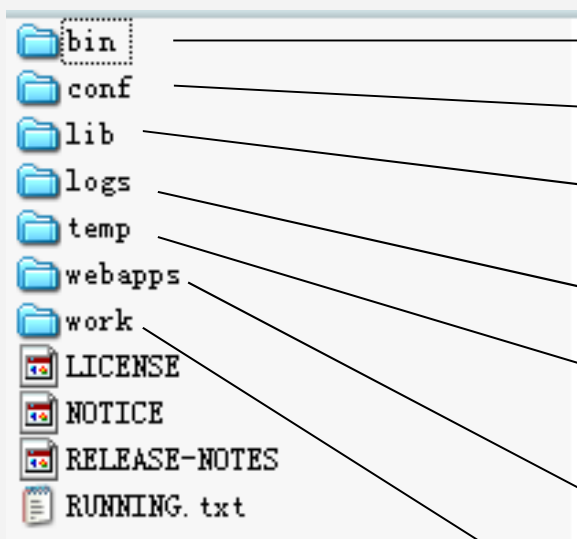 bin
conf
lib
logs
temp
webapps
work
LICENSE
NOTICE
RELEASE-NOTES
RUNNING.txt